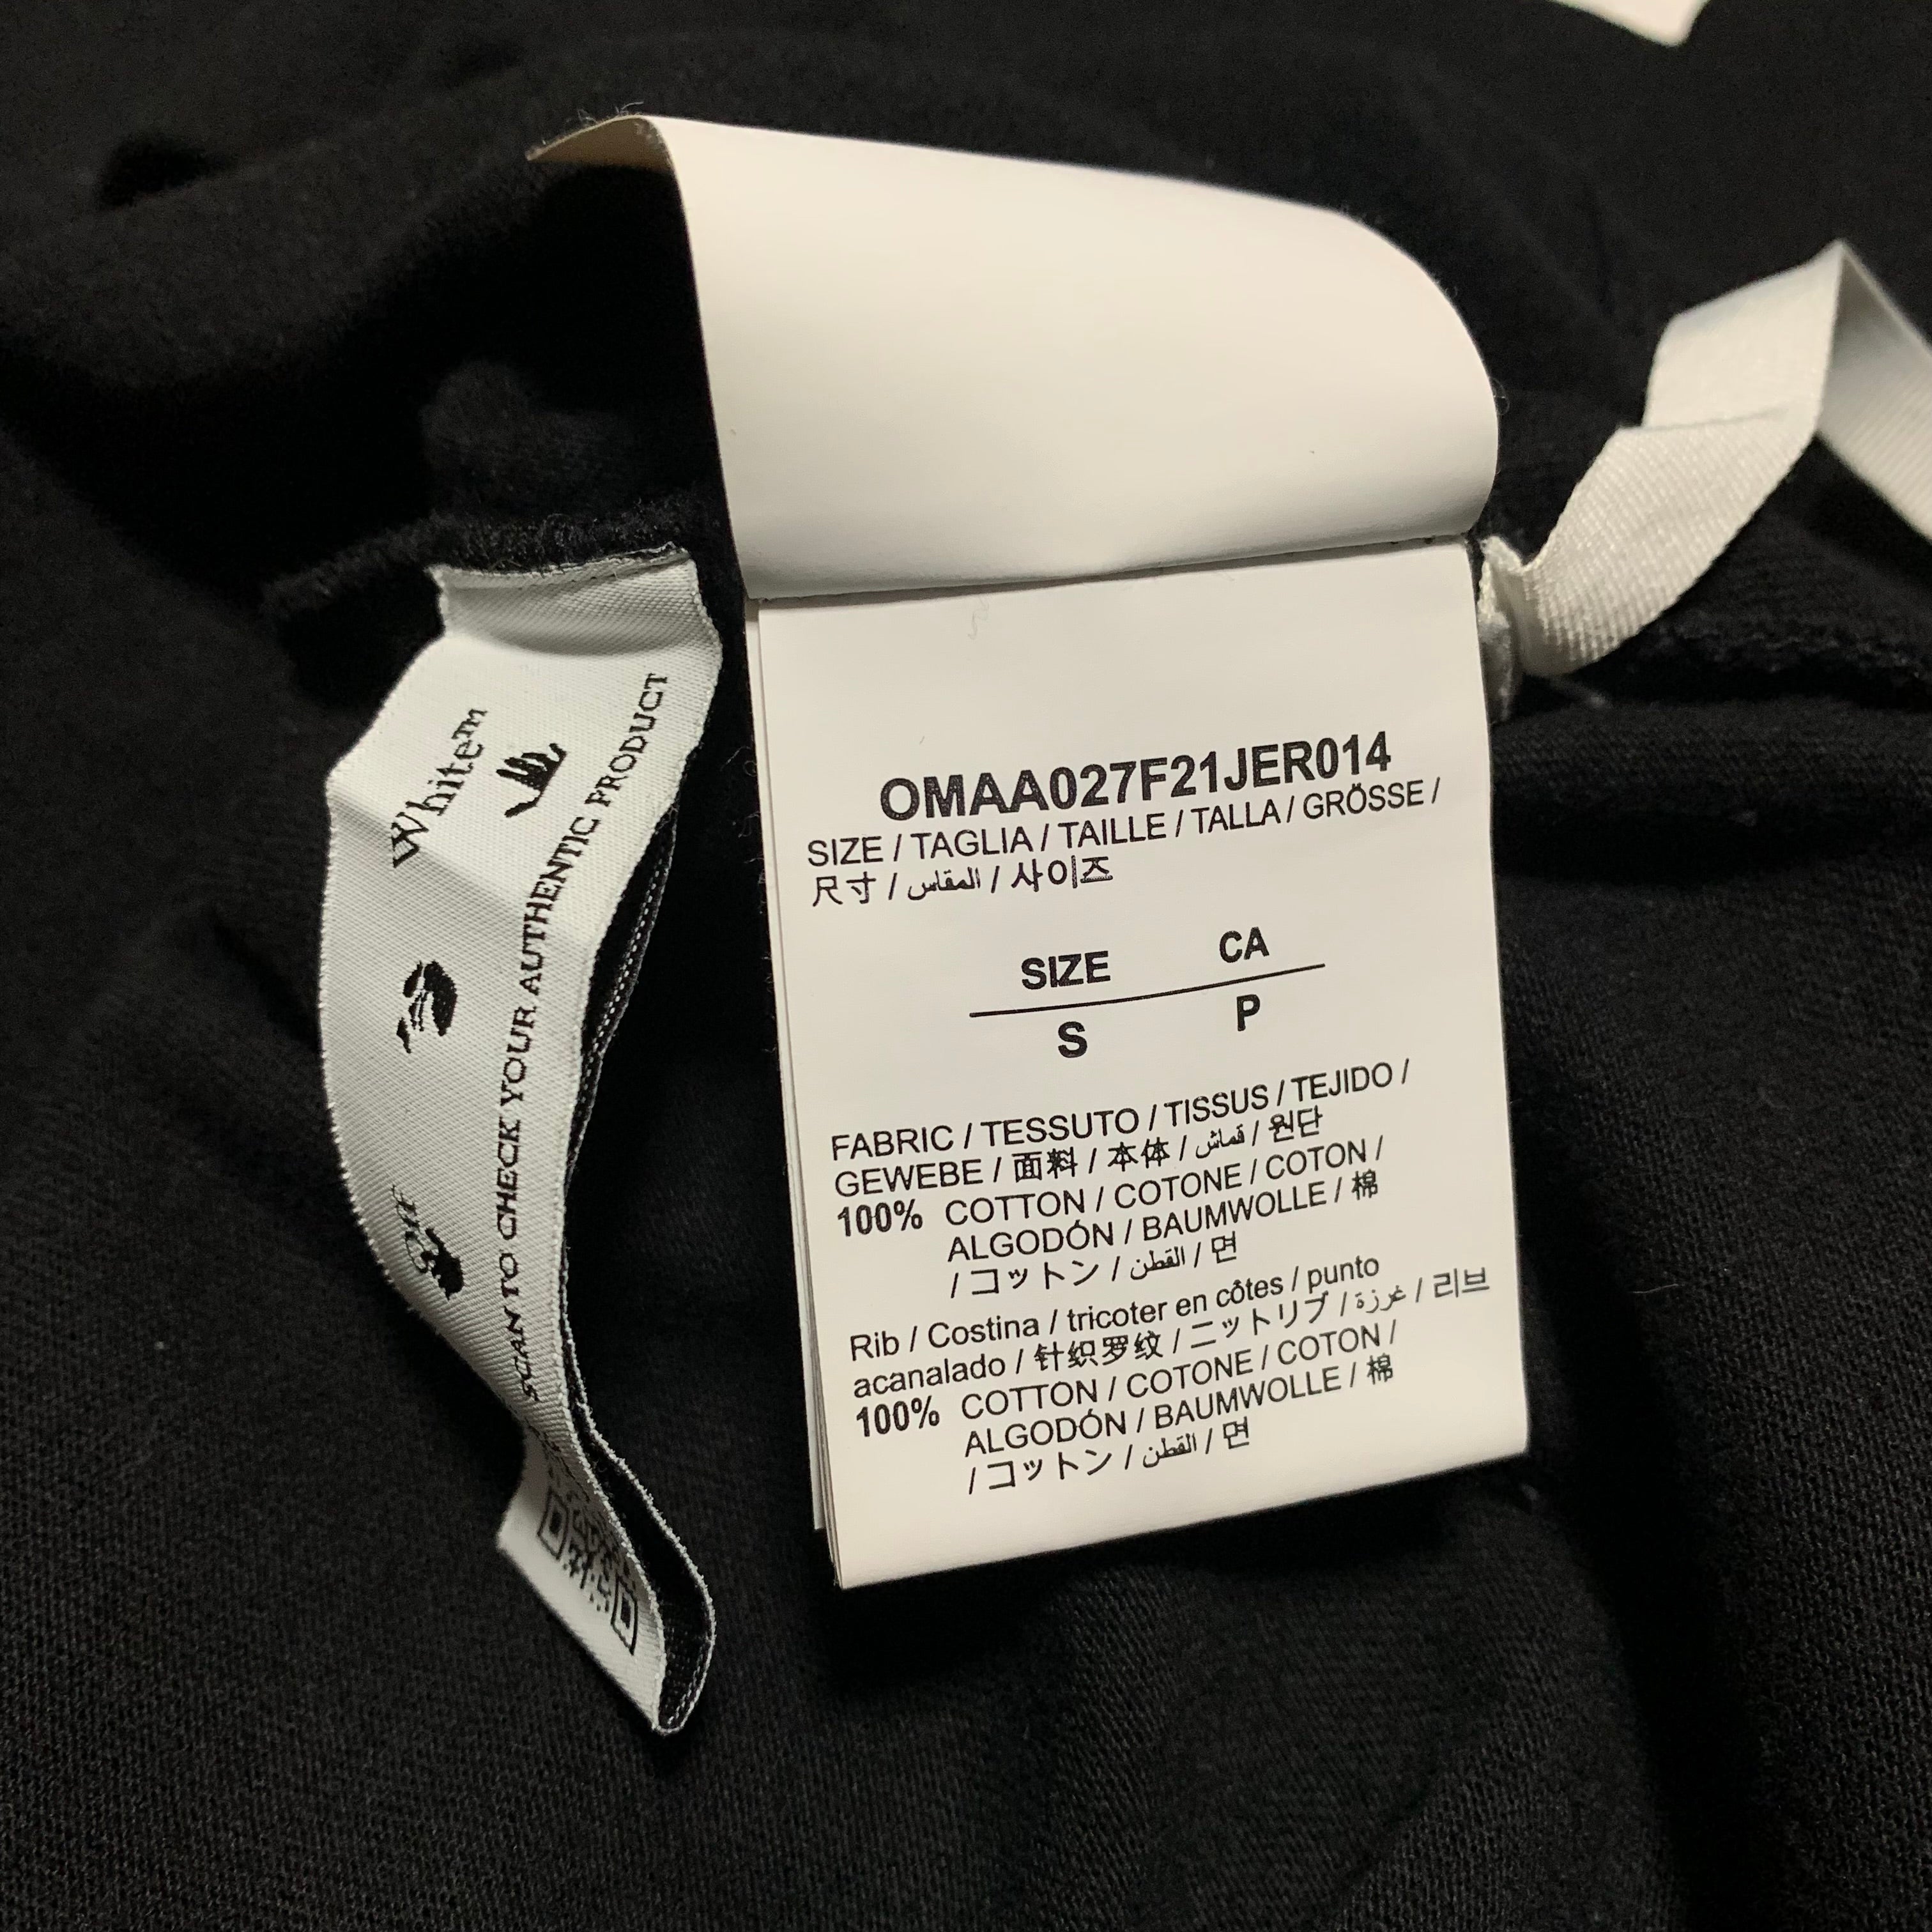 Off
Whitetm
SCAN TO CHECK YOUR AUTHENTIC PRODUCT
OMAA027F21JER014
SIZE / TAGLIA / TAILLE / TALLA / GRÖSSE /
尺寸 / المقاس / 사이즈
SIZE CA
S P
FABRIC / TESSUTO / TISSUS / TEJIDO /
GEWEBE / 面料 / 本体 / قماش / 원단
100% COTTON / COTONE / COTON /
ALGODÓN / BAUMWOLLE / 棉
/ コットン / القطن / 면
Rib / Costina / tricoter en côtes / punto
acanalado / 针织罗纹 / ニットリブ / غرزة / 리브
100% COTTON / COTONE / COTON /
ALGODÓN / BAUMWOLLE / 棉
/ コットン / القطن / 면